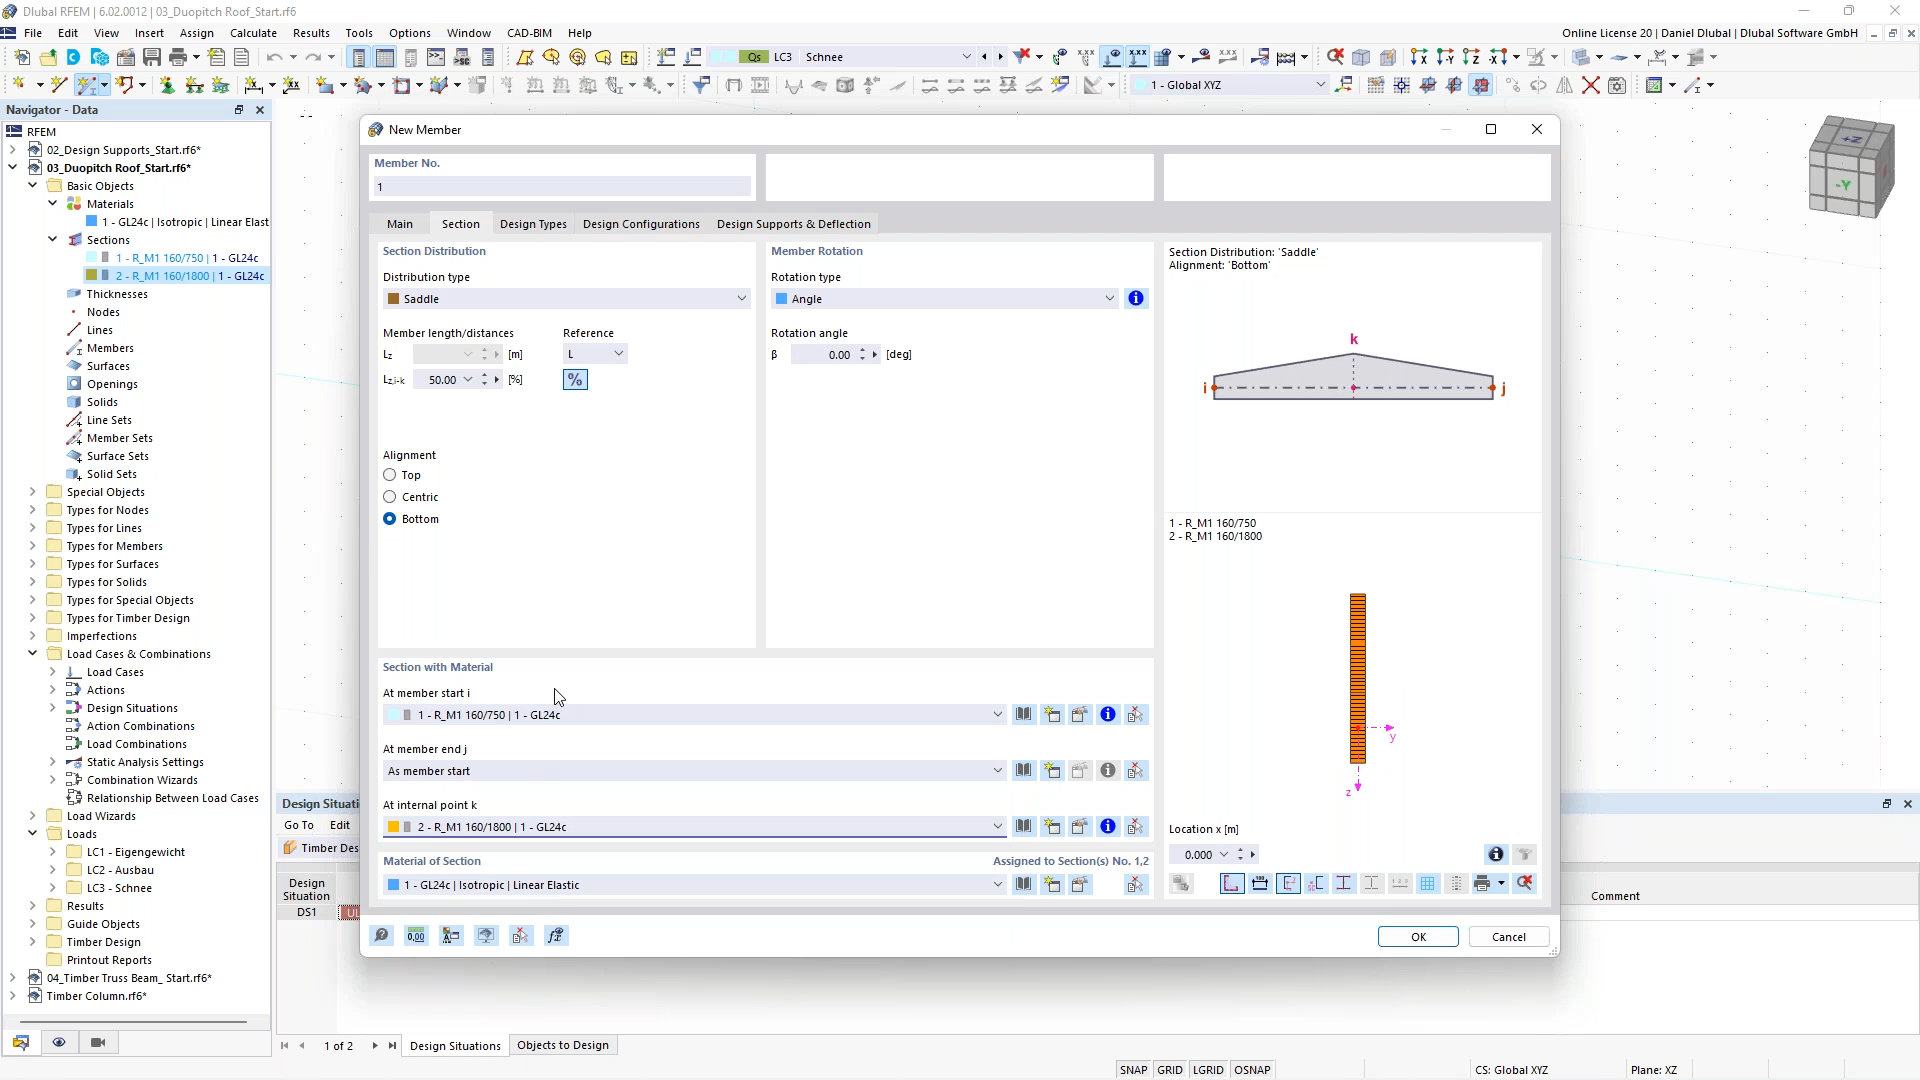 Dlubal RFEM | 6.02.0012 | 03_Duopitch Roof_Start.rf6*
File Edit View Insert Assign Calculate Results Tools Options Window CAD-BIM Help
Online License 20 | Daniel Dlubal | Dlubal Software GmbH
Qs LC3 Schnee
1 - Global XYZ
Navigator - Data
RFEM
02_Design Supports_Start.rf6*
03_Duopitch Roof_Start.rf6*
Basic Objects
Materials
1 - GL24c | Isotropic | Linear Elast
Sections
1 - R_M1 160/750 | 1 - GL24c
2 - R_M1 160/1800 | 1 - GL24c
Thicknesses
Nodes
Lines
Members
Surfaces
Openings
Solids
Line Sets
Member Sets
Surface Sets
Solid Sets
Special Objects
Types for Nodes
Types for Lines
Types for Members
Types for Surfaces
Types for Solids
Types for Special Objects
Types for Timber Design
Imperfections
Load Cases & Combinations
Load Cases
Actions
Design Situations
Action Combinations
Load Combinations
Static Analysis Settings
Combination Wizards
Relationship Between Load Cases
Load Wizards
Loads
LC1 - Eigengewicht
LC2 - Ausbau
LC3 - Schnee
Results
Guide Objects
Timber Design
Printout Reports
04_Timber Truss Beam_ Start.rf6*
Timber Column.rf6*
New Member
Member No.
1
Main Section Design Types Design Configurations Design Supports & Deflection
Section Distribution
Distribution type
Saddle
Member length/distances Reference
Lz [m] L
Lz,i-k 50.00 [%] %
Alignment
Top
Centric
Bottom
Member Rotation
Rotation type
Angle
Rotation angle
β 0.00 [deg]
Section Distribution: 'Saddle'
Alignment: 'Bottom'
k
i j
1 - R_M1 160/750
2 - R_M1 160/1800
y
z
Location x [m]
0.000
Section with Material
At member start i
1 - R_M1 160/750 | 1 - GL24c
At member end j
As member start
At internal point k
2 - R_M1 160/1800 | 1 - GL24c
Material of Section Assigned to Section(s) No. 1,2
1 - GL24c | Isotropic | Linear Elastic
OK Cancel
Design Situati
Go To Edit
Timber Des
Design
Situation
Comment
DS1
1 of 2 Design Situations Objects to Design
SNAP GRID LGRID OSNAP CS: Global XYZ Plane: XZ